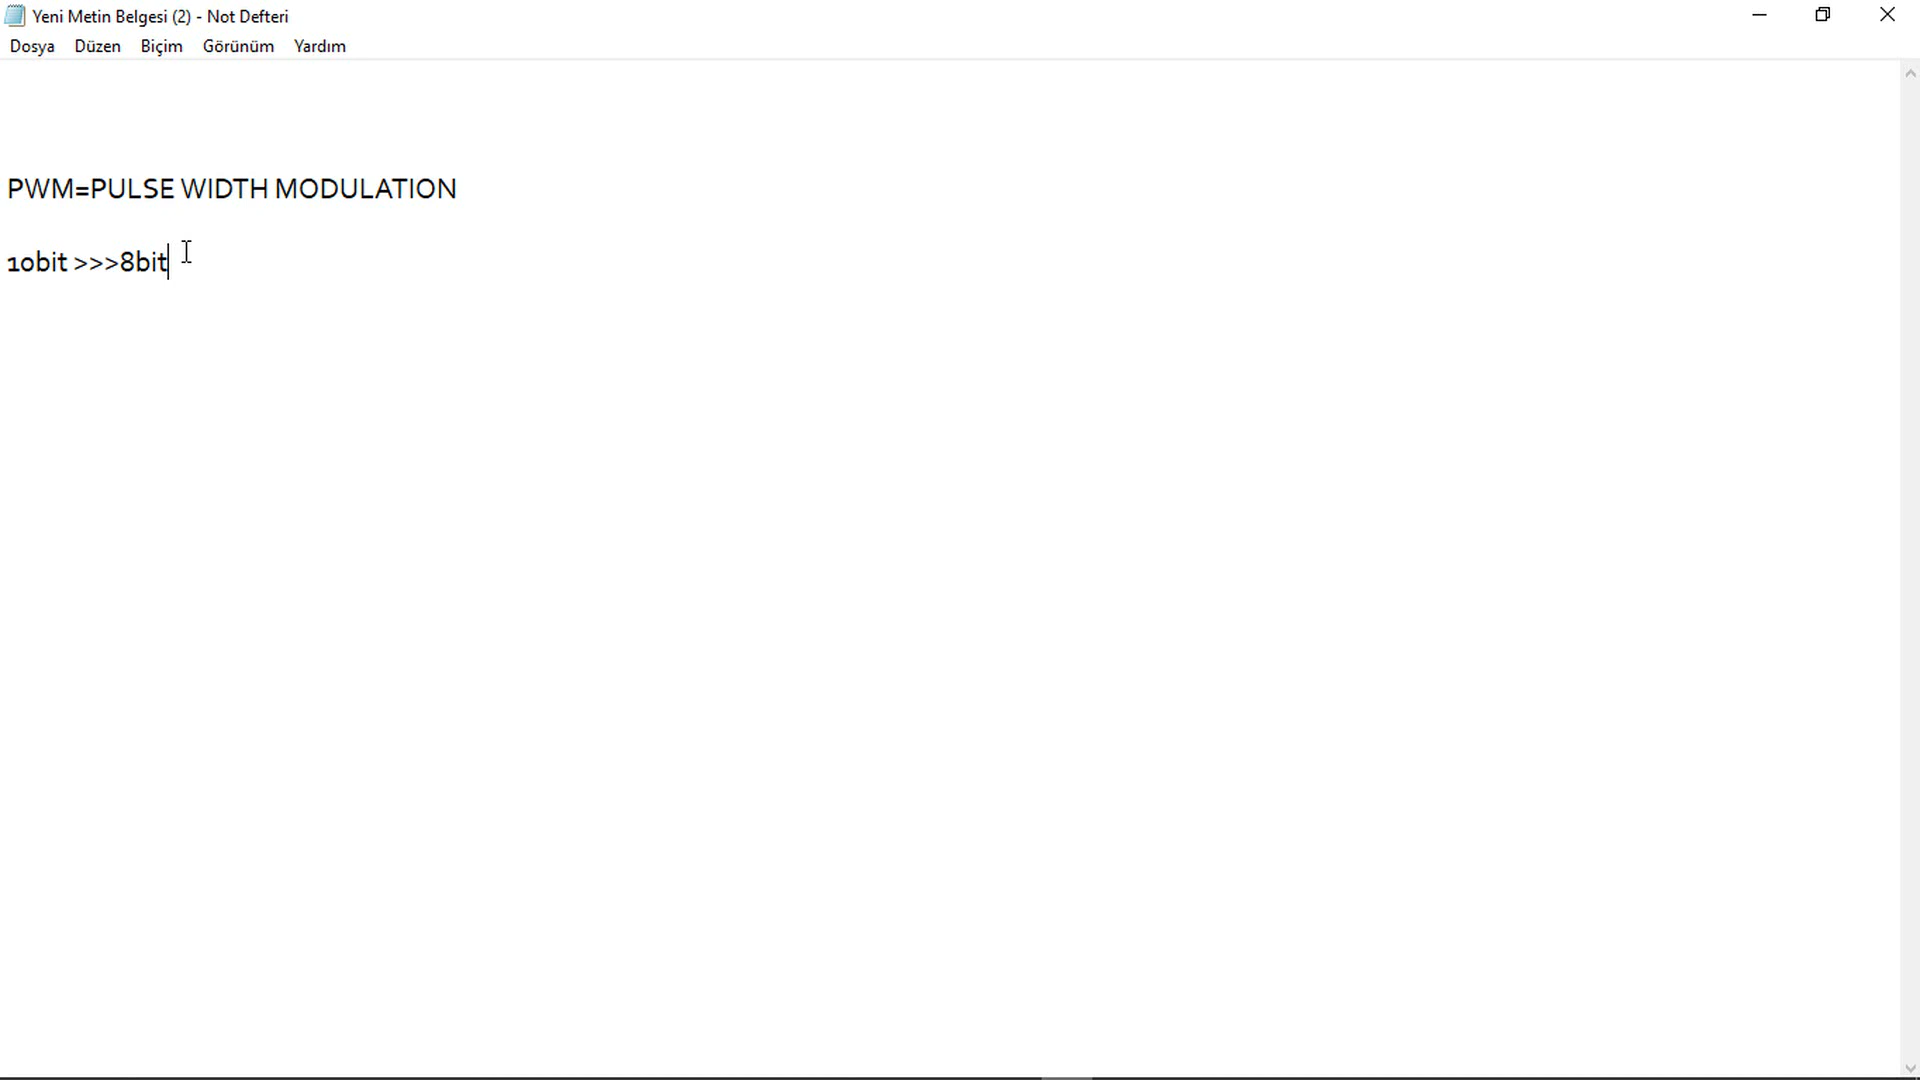 Yeni Metin Belgesi (2) - Not Defteri
Dosya Düzen Biçim Görünüm Yardım
PWM=PULSE WIDTH MODULATION
10bit >>>8bit